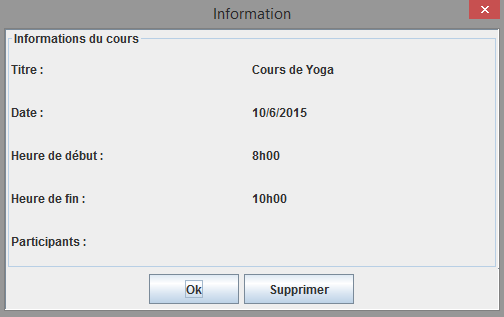 Information
Informations du cours
Titre : Cours de Yoga
Date : 10/6/2015
Heure de début : 8h00
Heure de fin : 10h00
Participants :
Ok Supprimer